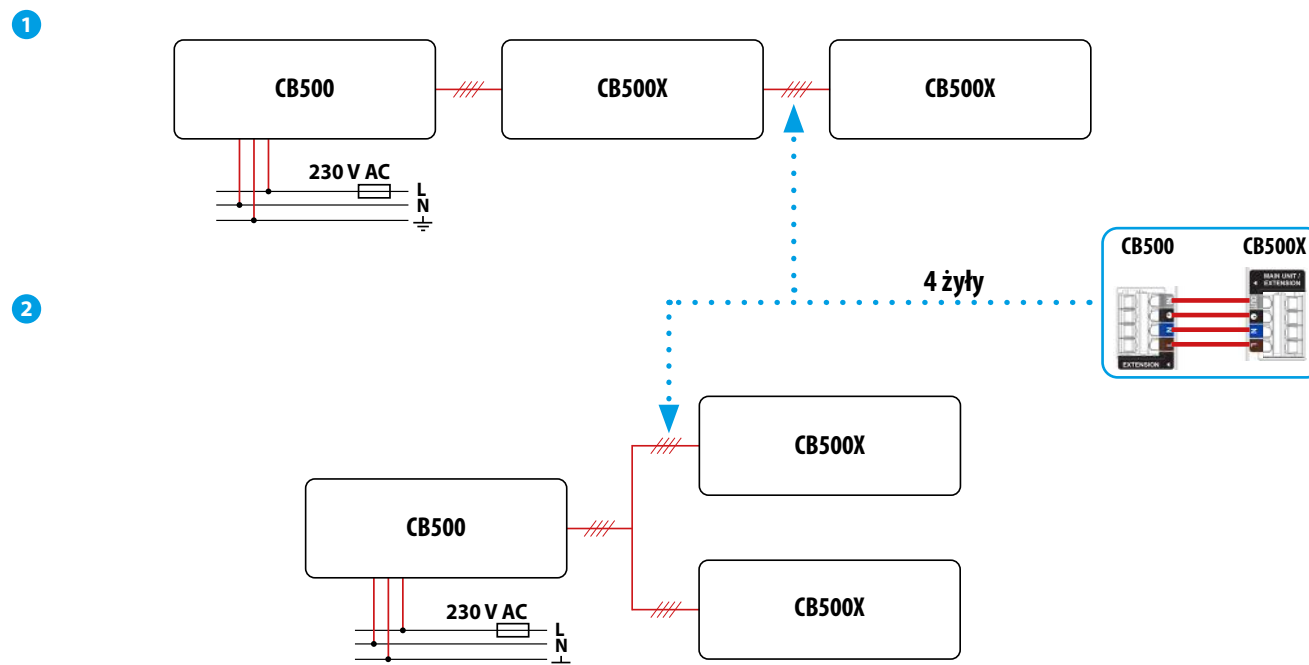 1
CB500
CB500X
CB500X
230 V AC
L
N
CB500
CB500X
MAIN UNIT /
EXTENSION
4 żyły
N
L
N
L
EXTENSION
2
CB500X
CB500
CB500X
230 V AC
L
N